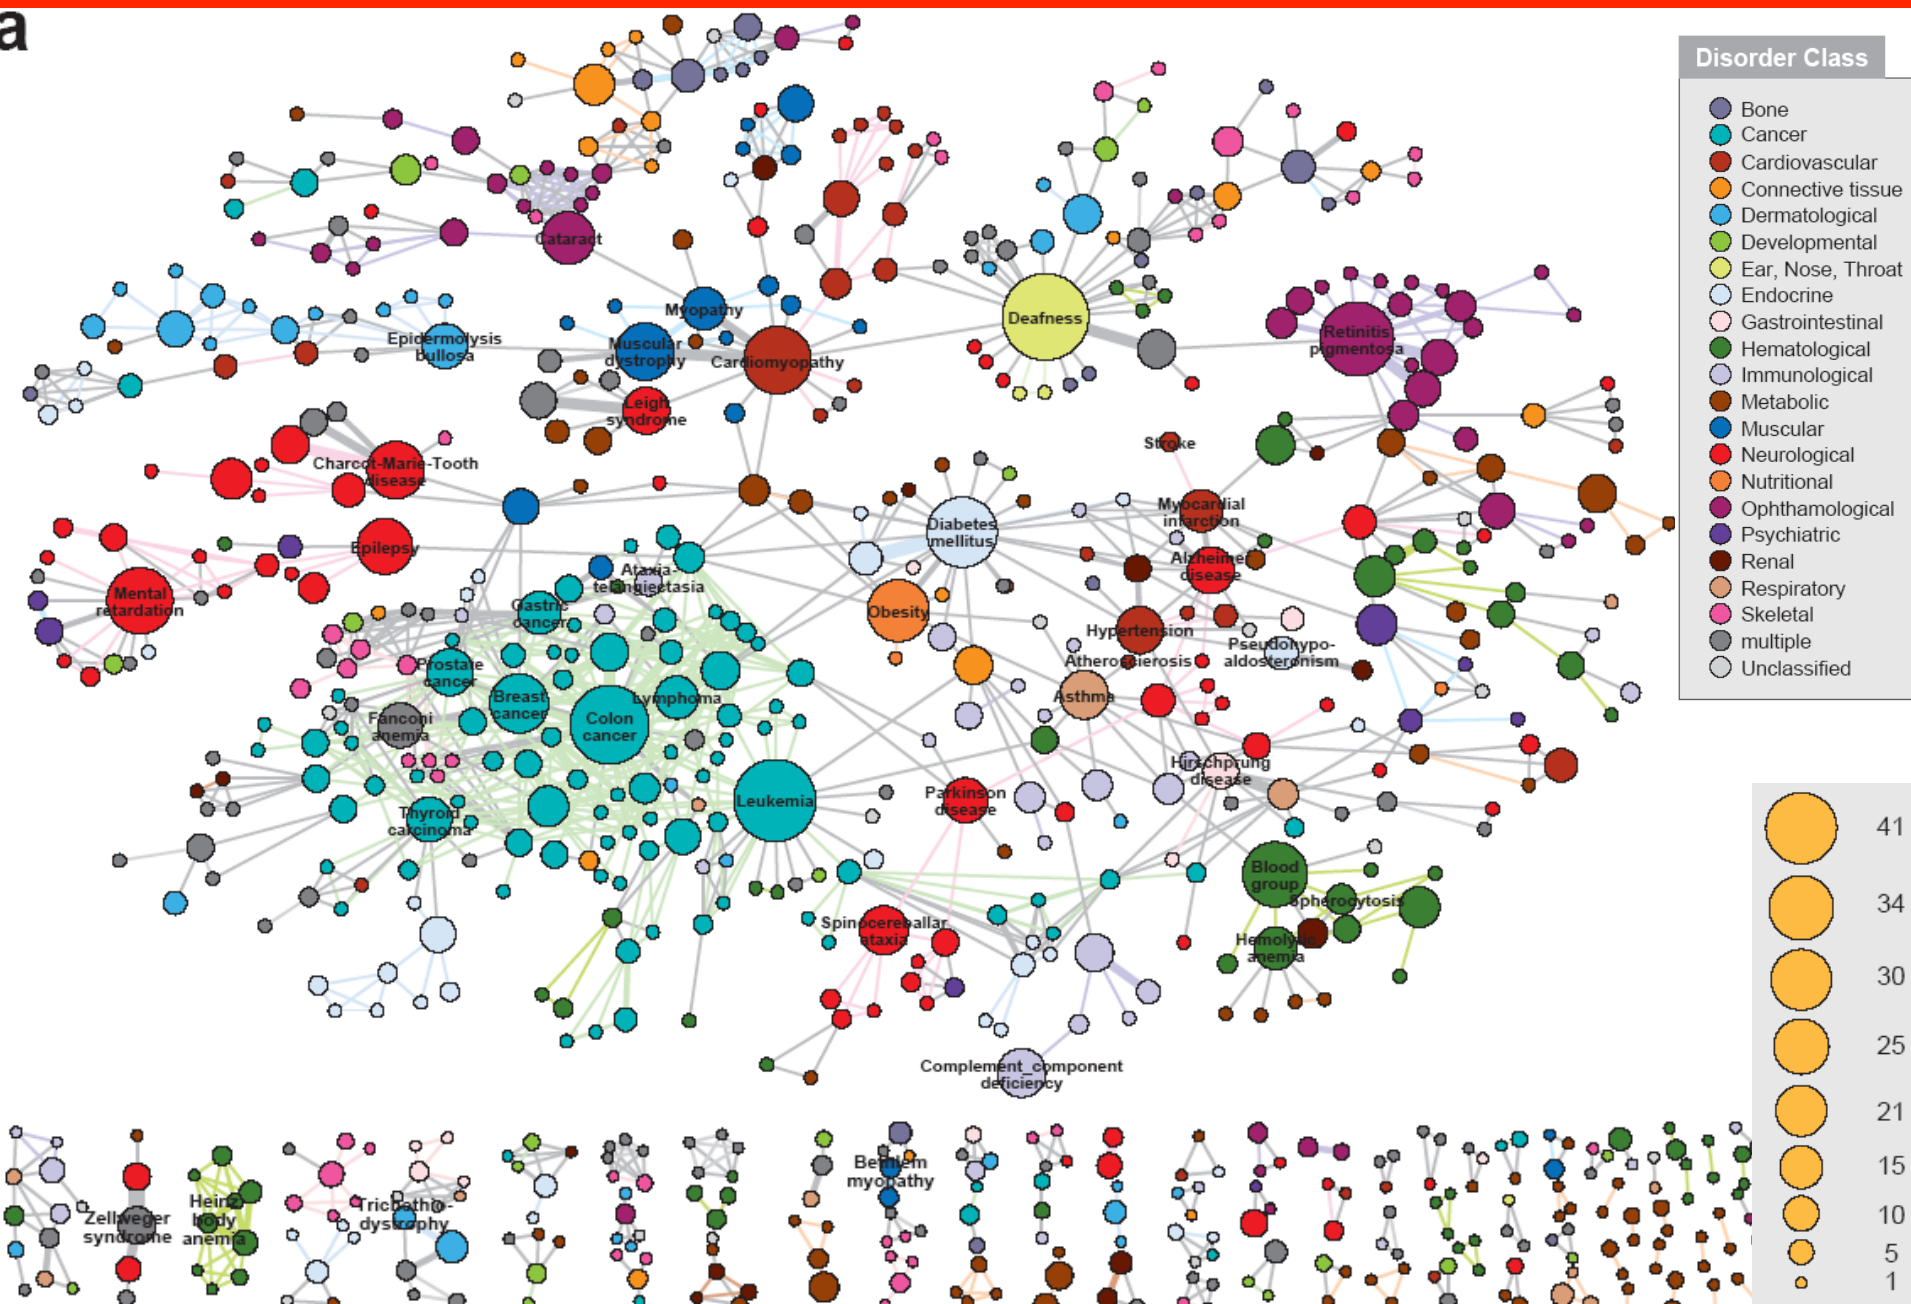 a
Disorder Class
Bone
Cancer
Cardiovascular
Connective tissue
Dermatological
Developmental
Ear, Nose, Throat
Endocrine
Gastrointestinal
Hematological
Immunological
Metabolic
Muscular
Neurological
Nutritional
Ophthamological
Psychiatric
Renal
Respiratory
Skeletal
multiple
Unclassified
Cataract
Myopathy
Deafness
Retinitis
pigmentosa
Epidermolysis
bullosa
Muscular
dystrophy
Cardiomyopathy
Leigh
syndrome
Charcot-Marie-Tooth
disease
Stroke
Myocardial
infarction
Diabetes
mellitus
Epilepsy
Alzheimer
disease
Ataxia-
telangiectasia
Mental
retardation
Gastric
cancer
Obesity
Hypertension
Pseudohypo-
aldosteronism
Atherosclerosis
Prostate
cancer
Breast
cancer
Lymphoma
Asthma
Fanconi
anemia
Colon
cancer
Hirschprung
disease
Leukemia
Parkinson
disease
Thyroid
carcinoma
Blood
group
Spherocytosis
Spinocereballar
ataxia
Hemolytic
anemia
Complement_component
deficiency
Bethlem
myopathy
Zellweger
syndrome
Heinz
body
anemia
Trichothio-
dystrophy
41
34
30
25
21
15
10
5
1